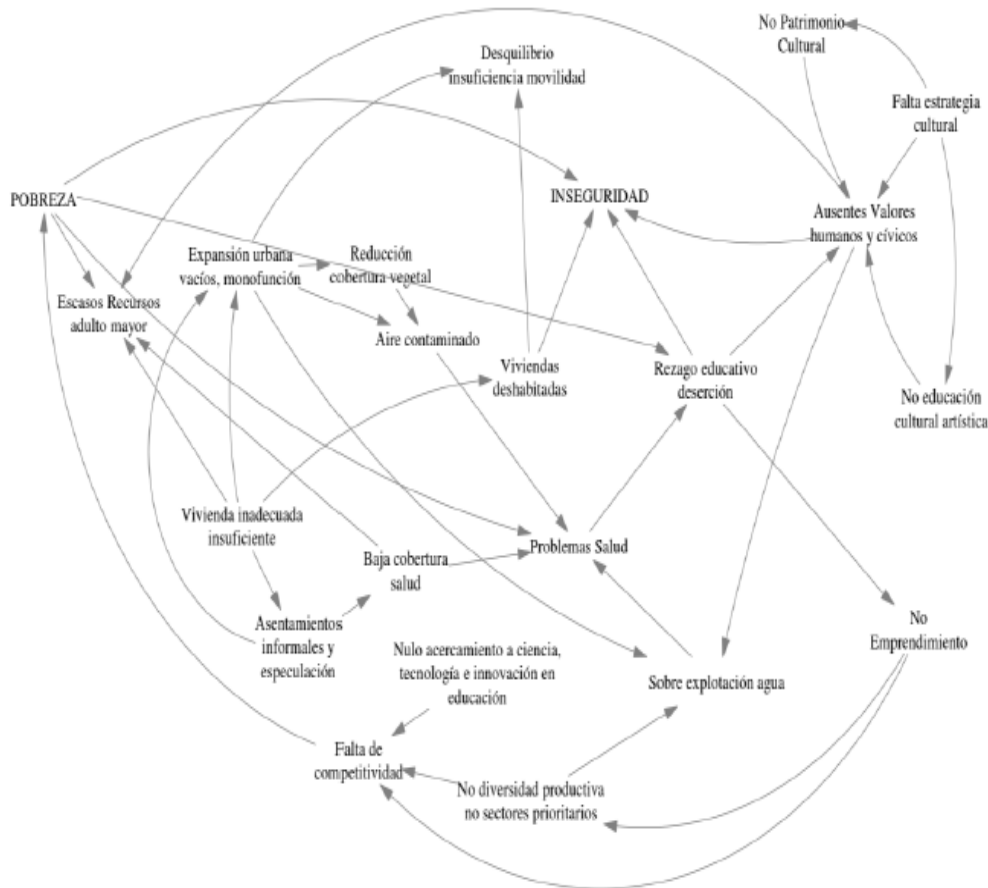 No Patrimonio
Cultural
Desquilibrio
insuficiencia movilidad
Falta estrategia
cultural
POBREZA
INSEGURIDAD
Ausentes Valores
humanos y cívicos
Expansión urbana
vacíos, monofunción
Reducción
cobertura vegetal
Escasos Recursos
adulto mayor
Aire contaminado
Viviendas
deshabitadas
Rezago educativo
deserción
No educación
cultural artística
Vivienda inadecuada
insuficiente
Baja cobertura
salud
Problemas Salud
Asentamientos
informales y
especulación
No
Emprendimiento
Nulo acercamiento a ciencia,
tecnología e innovación en
educación
Sobre explotación agua
Falta de
competitividad
No diversidad productiva
no sectores prioritarios